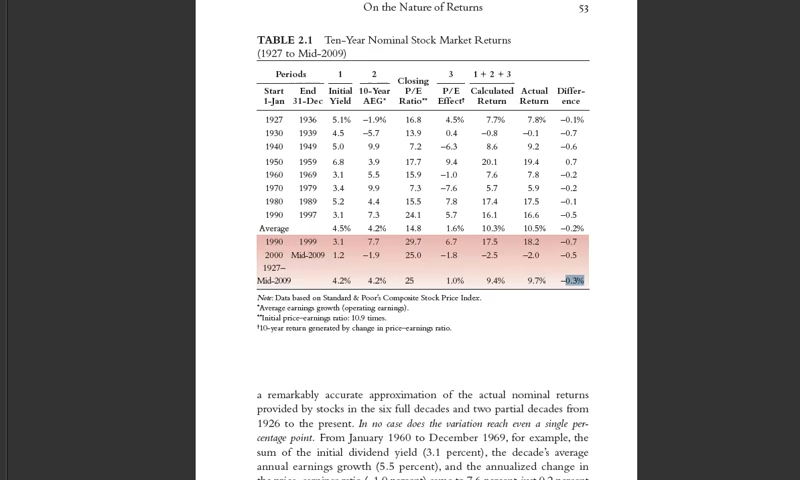 On the Nature of Returns 53
TABLE 2.1 Ten-Year Nominal Stock Market Returns
(1927 to Mid-2009)
Periods 1 2 3 1 + 2 + 3
Closing
Start End Initial 10-Year P/E P/E Calculated Actual Differ-
1-Jan 31-Dec Yield AEG* Ratio** Effect† Return Return ence
1927 1936 5.1% –1.9% 16.8 4.5% 7.7% 7.8% –0.1%
1930 1939 4.5 –5.7 13.9 0.4 –0.8 –0.1 –0.7
1940 1949 5.0 9.9 7.2 –6.3 8.6 9.2 –0.6
1950 1959 6.8 3.9 17.7 9.4 20.1 19.4 0.7
1960 1969 3.1 5.5 15.9 –1.0 7.6 7.8 –0.2
1970 1979 3.4 9.9 7.3 –7.6 5.7 5.9 –0.2
1980 1989 5.2 4.4 15.5 7.8 17.4 17.5 –0.1
1990 1997 3.1 7.3 24.1 5.7 16.1 16.6 –0.5
Average 4.5% 4.2% 14.8 1.6% 10.3% 10.5% –0.2%
1990 1999 3.1 7.7 29.7 6.7 17.5 18.2 –0.7
2000 Mid-2009 1.2 –1.9 25.0 –1.8 –2.5 –2.0 –0.5
1927–
Mid-2009 4.2% 4.2% 25 1.0% 9.4% 9.7% –0.3%
Note: Data based on Standard & Poor's Composite Stock Price Index.
*Average earnings growth (operating earnings).
**Initial price–earnings ratio: 10.9 times.
†10-year return generated by change in price–earnings ratio.
a remarkably accurate approximation of the actual nominal returns
provided by stocks in the six full decades and two partial decades from
1926 to the present. In no case does the variation reach even a single per-
centage point. From January 1960 to December 1969, for example, the
sum of the initial dividend yield (3.1 percent), the decade's average
annual earnings growth (5.5 percent), and the annualized change in